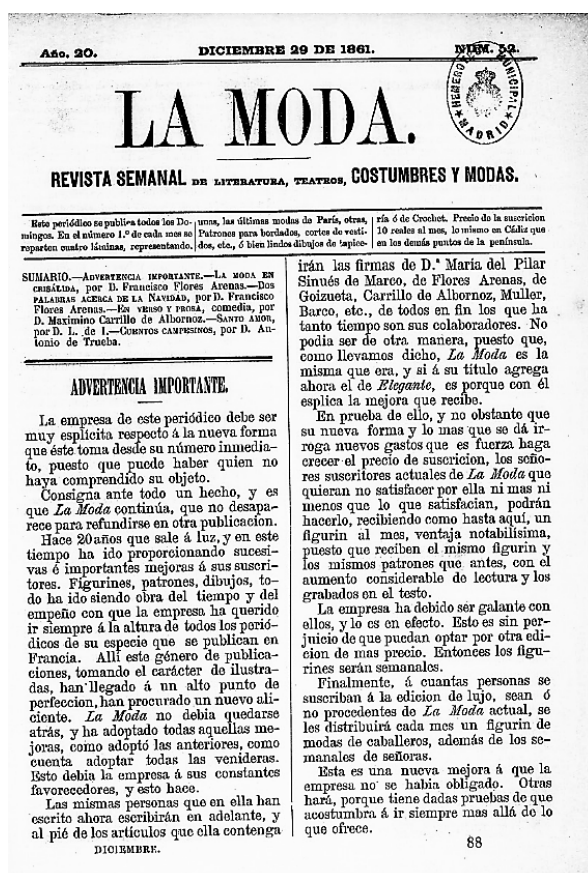 Año. 20.
DICIEMBRE 29 DE 1861.
NUM. 52.
HEMEROTECA MUNICIPAL
MADRID
LA MODA.
REVISTA SEMANAL DE LITERATURA, TEATROS, COSTUMBRES Y MODAS.
Este periódico se publica todos los Do-
mingos. En el número 1.º de cada mes se
reparten cuatro láminas, representando.
unas, las últimas modas de París, otras,
Patrones para bordados, cortes de vesti-
dos, etc., ó bien lindos dibujos de tapice-
ría ó de Crochet. Precio de la suscricion
10 reales al mes, lo mismo en Cádiz que
en los demás puntos de la península.
SUMARIO.—ADVERTENCIA IMPORTANTE.—LA MODA EN
CRISÁLIDA, por D. Francisco Flores Arenas.—DOS
PALABRAS ACERCA DE LA NAVIDAD, por D. Francisco
Flores Arenas.—EN VERSO Y PROSA, comedia, por
D. Maximino Carrillo de Albornoz.—SANTO AMOR,
por D. L. de I.—CUENTOS CAMPESINOS, por D. An-
tonio de Trueba.
ADVERTENCIA IMPORTANTE.
La empresa de este periódico debe ser
muy esplícita respecto á la nueva forma
que éste toma desde su número inmedia-
to, puesto que puede haber quien no
haya comprendido su objeto.
Consigna ante todo un hecho, y es
que La Moda continúa, que no desapa-
rece para refundirse en otra publicacion.
Hace 20 años que sale á luz, y en este
tiempo ha ido proporcionando sucesi-
vas é importantes mejoras á sus suscri-
tores. Figurines, patrones, dibujos, to-
do ha ido siendo obra del tiempo y del
empeño con que la empresa ha querido
ir siempre á la altura de todos los perió-
dicos de su especie que se publican en
Francia. Allí este género de publica-
ciones, tomando el carácter de ilustra-
das, han llegado á un alto punto de
perfeccion, han procurado un nuevo ali-
ciente. La Moda no debia quedarse
atrás, y ha adoptado todas aquellas me-
joras, como adoptó las anteriores, como
cuenta adoptar todas las venideras.
Esto debia la empresa á sus constantes
favorecedores, y esto hace.
Las mismas personas que en ella han
escrito ahora escribirán en adelante, y
al pié de los artículos que ella contenga
DICIEMBRE.
irán las firmas de D.ª Maria del Pilar
Sinués de Marco, de Flores Arenas, de
Goizueta, Carrillo de Albornoz, Muller,
Barco, etc., de todos en fin los que ha
tanto tiempo son sus colaboradores. No
podia ser de otra manera, puesto que,
como llevamos dicho, La Moda es la
misma que era, y si á su título agrega
ahora el de Elegante, es porque con él
esplica la mejora que recibe.
En prueba de ello, y no obstante que
su nueva forma y lo mas que se dá ir-
roga nuevos gastos que es fuerza haga
crecer el precio de suscricion, los seño-
res suscritores actuales de La Moda que
quieran no satisfacer por ella ni mas ni
menos que lo que satisfacian, podrán
hacerlo, recibiendo como hasta aquí, un
figurin al mes, ventaja notabilísima,
puesto que reciben el mismo figurin y
los mismos patrones que antes, con el
aumento considerable de lectura y los
grabados en el testo.
La empresa ha debido ser galante con
ellos, y lo es en efecto. Esto es sin per-
juicio de que puedan optar por otra edi-
cion de mas precio. Entonces los figu-
rines serán semanales.
Finalmente, á cuantas personas se
suscriban á la edicion de lujo, sean ó
no procedentes de La Moda actual, se
les distribuirá cada mes un figurin de
modas de caballeros, además de los se-
manales de señoras.
Esta es una nueva mejora á que la
empresa no se habia obligado. Otras
hará, porque tiene dadas pruebas de que
acostumbra á ir siempre mas allá de lo
que ofrece.
88